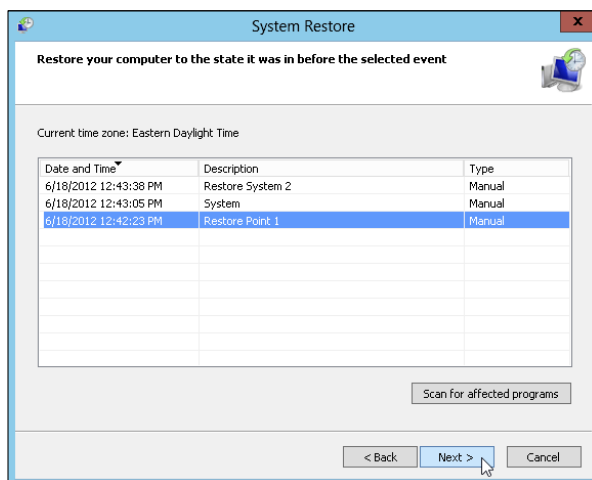 System Restore
x
Restore your computer to the state it was in before the selected event
Current time zone: Eastern Daylight Time
Date and Time Description Type
6/18/2012 12:43:38 PM Restore System 2 Manual
6/18/2012 12:43:05 PM System Manual
6/18/2012 12:42:23 PM Restore Point 1 Manual
Scan for affected programs
< Back Next > Cancel